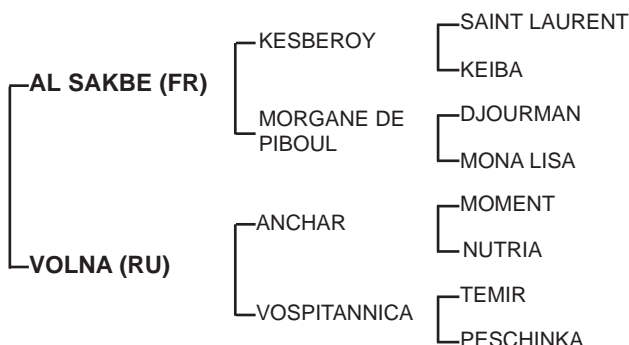 SAINT LAURENT
KESBEROY
KEIBA
AL SAKBE (FR)
DJOURMAN
MORGANE DE
PIBOUL
MONA LISA
MOMENT
ANCHAR
NUTRIA
VOLNA (RU)
TEMIR
VOSPITANNICA
PESCHINKA